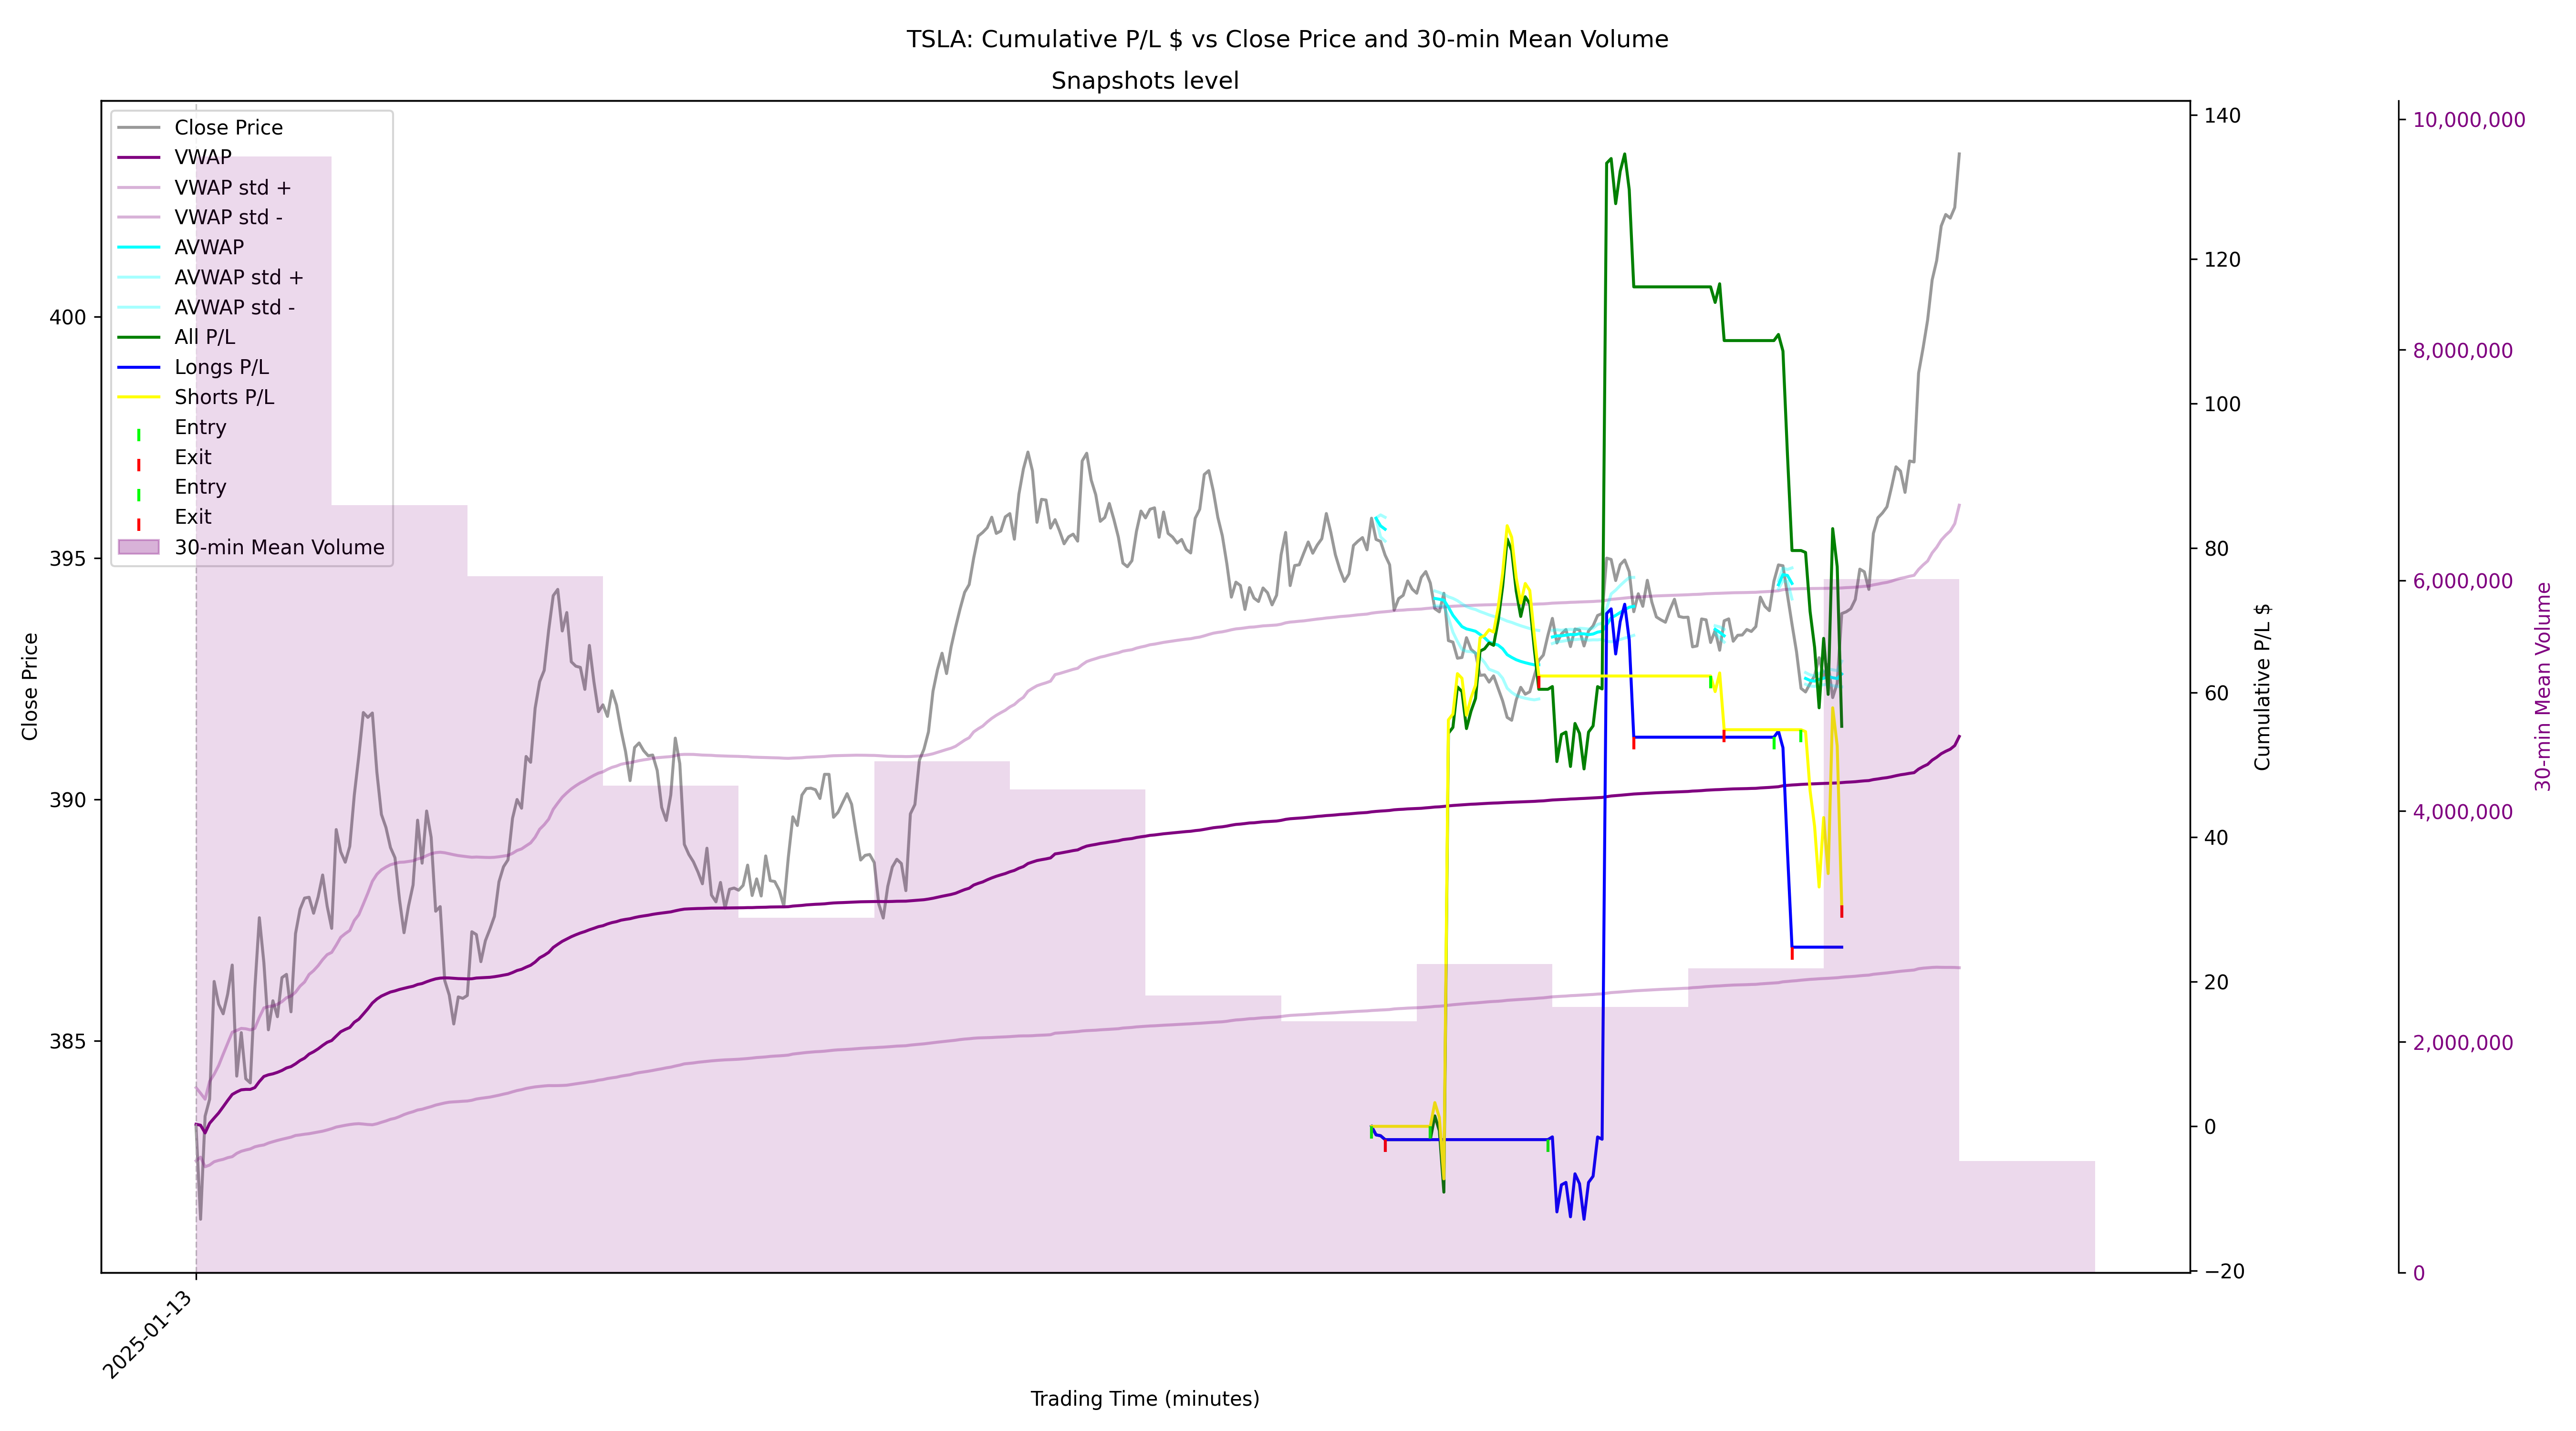 TSLA: Cumulative P/L $ vs Close Price and 30-min Mean Volume
Snapshots level
Close Price
VWAP
VWAP std +
VWAP std -
AVWAP
AVWAP std +
AVWAP std -
All P/L
Longs P/L
Shorts P/L
Entry
Exit
Entry
Exit
30-min Mean Volume
400
395
390
385
Close Price
140
120
100
80
60
40
20
0
−20
Cumulative P/L $
10,000,000
8,000,000
6,000,000
4,000,000
2,000,000
0
30-min Mean Volume
2025-01-13
Trading Time (minutes)